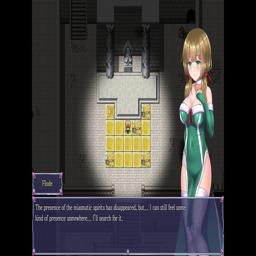 Flode
The presence of the miasmatic spirits has disappeared, but... I can still feel some
kind of presence somewhere... I'll search for it.